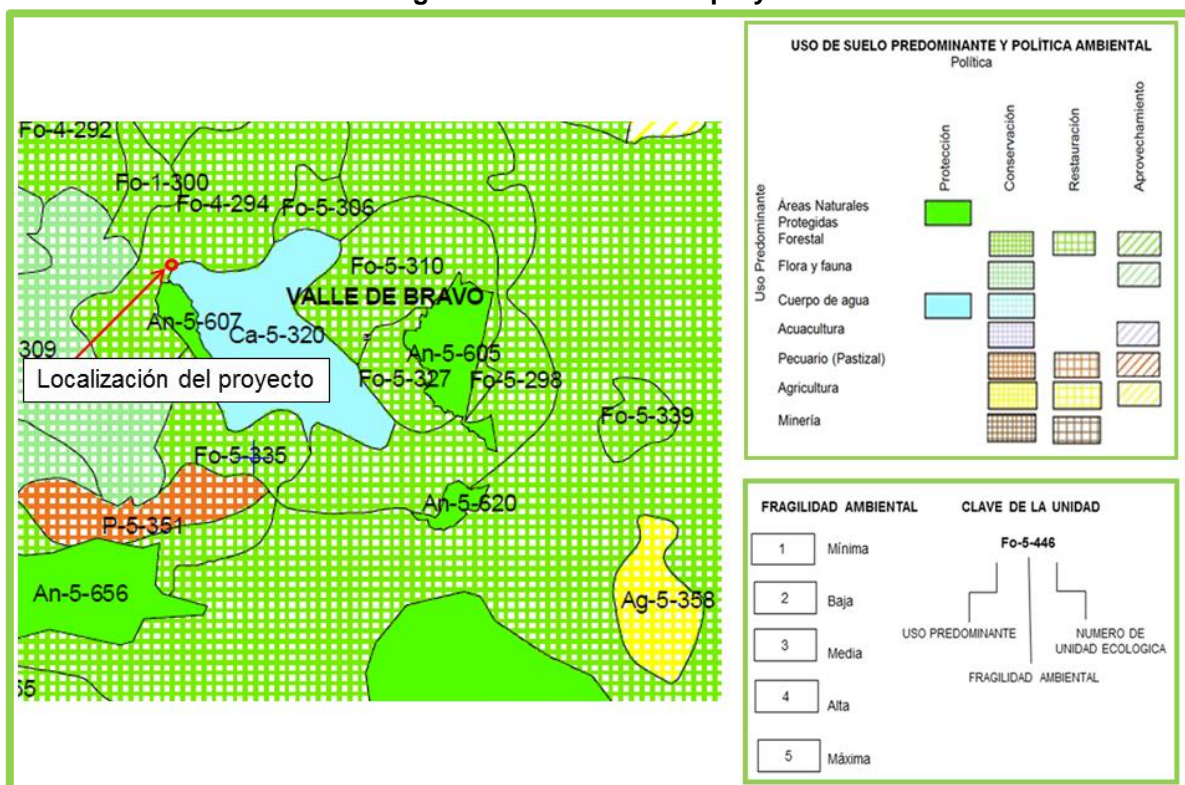 Fo-4-292
Fo-1-300
Fo-4-294
Fo-5-306
Fo-5-310
VALLE DE BRAVO
An-5-607
Ca-5-320
An-5-605
309
Localización del proyecto
Fo-5-327
Fo-5-298
Fo-5-339
Fo-5-335
An-5-620
P-5-351
An-5-656
Ag-5-358
USO DE SUELO PREDOMINANTE Y POLÌTICA AMBIENTAL
Política
Protección
Conservación
Restauración
Aprovechamiento
Uso Predominante
Áreas Naturales
Protegidas
Forestal
Flora y fauna
Cuerpo de agua
Acuacultura
Pecuario (Pastizal)
Agricultura
Minería
FRAGILIDAD AMBIENTAL
1 Mínima
2 Baja
3 Media
4 Alta
5 Máxima
CLAVE DE LA UNIDAD
Fo-5-446
USO PREDOMINANTE
NUMERO DE
UNIDAD ECOLOGICA
FRAGILIDAD AMBIENTAL